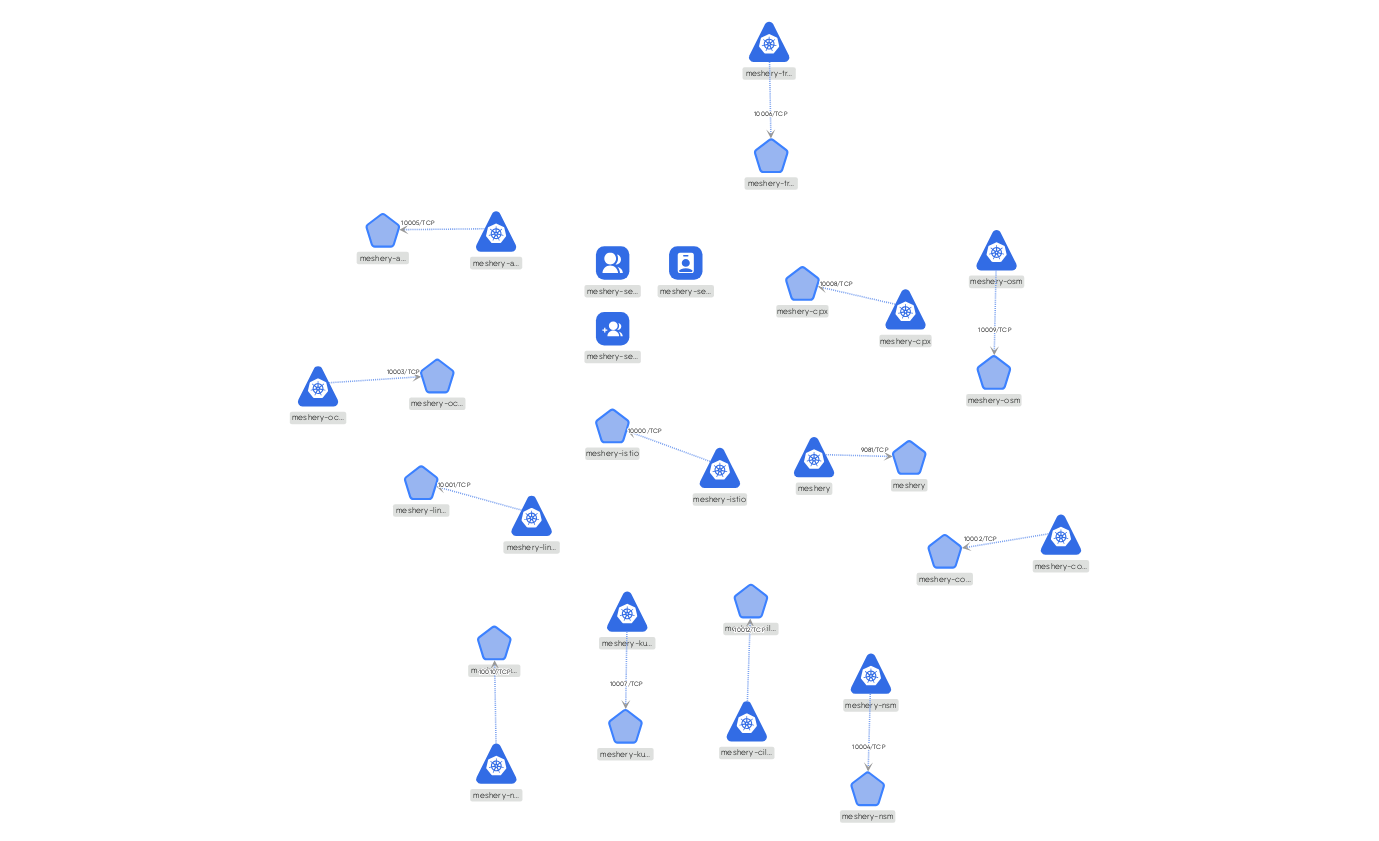 meshery-tr...
10006/TCP
meshery-tr...
10005/TCP
meshery-a...
meshery-a...
meshery-se...
meshery-se...
meshery-se...
10008/TCP
meshery-cpx
meshery-cpx
meshery-osm
10009/TCP
meshery-osm
10003/TCP
meshery-oc...
meshery-oc...
10000/TCP
meshery-istio
meshery-istio
9081/TCP
meshery
meshery
10001/TCP
meshery-lin...
meshery-lin...
10002/TCP
meshery-co...
meshery-co...
10010/TCP
meshery-n...
meshery-ku...
10007/TCP
meshery-ku...
10012/TCP
meshery-cil...
meshery-nsm
10004/TCP
meshery-nsm